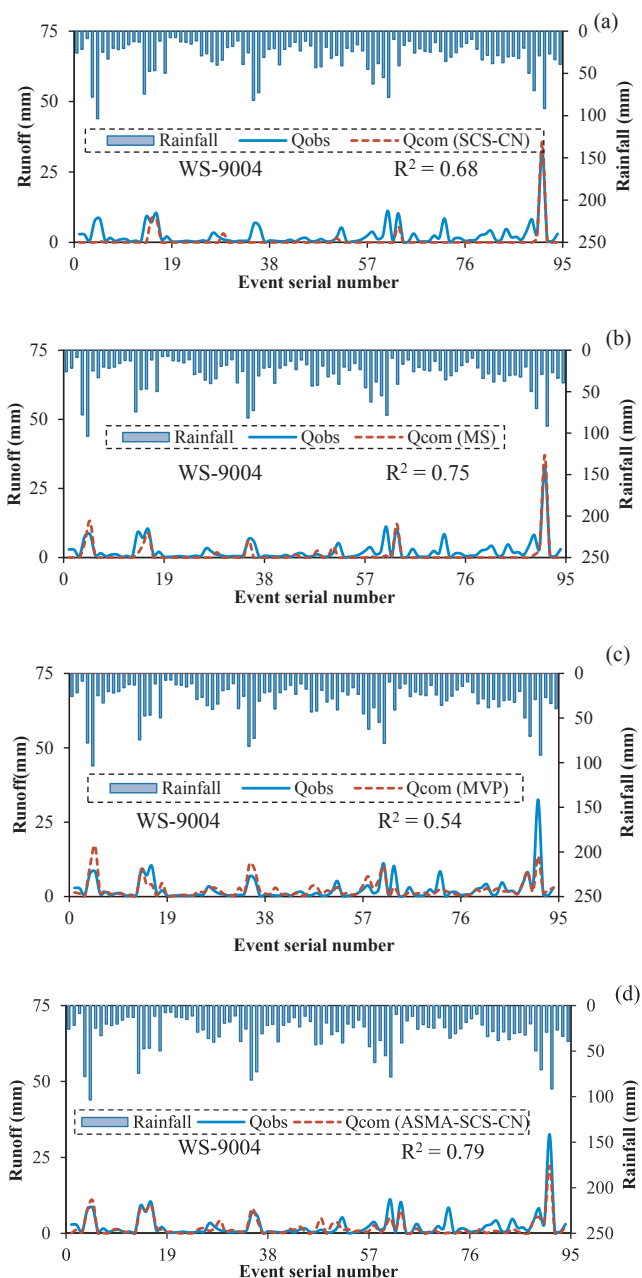 (a)
75
50
25
0
Runoff (mm)
0
50
100
150
200
250
Rainfall (mm)
Rainfall Qobs Qcom (SCS-CN)
WS-9004 R² = 0.68
0 19 38 57 76 95
Event serial number
(b)
75
50
25
0
Runoff (mm)
0
50
100
150
200
250
Rainfall (mm)
Rainfall Qobs Qcom (MS)
WS-9004 R² = 0.75
0 19 38 57 76 95
Event serial number
(c)
75
50
25
0
Runoff(mm)
0
50
100
150
200
250
Rainfall (mm)
Rainfall Qobs Qcom (MVP)
WS-9004 R² = 0.54
0 19 38 57 76 95
Event serial number
(d)
75
50
25
0
Runoff (mm)
0
50
100
150
200
250
Rainfall (mm)
Rainfall Qobs Qcom (ASMA-SCS-CN)
WS-9004 R² = 0.79
0 19 38 57 76 95
Event serial number